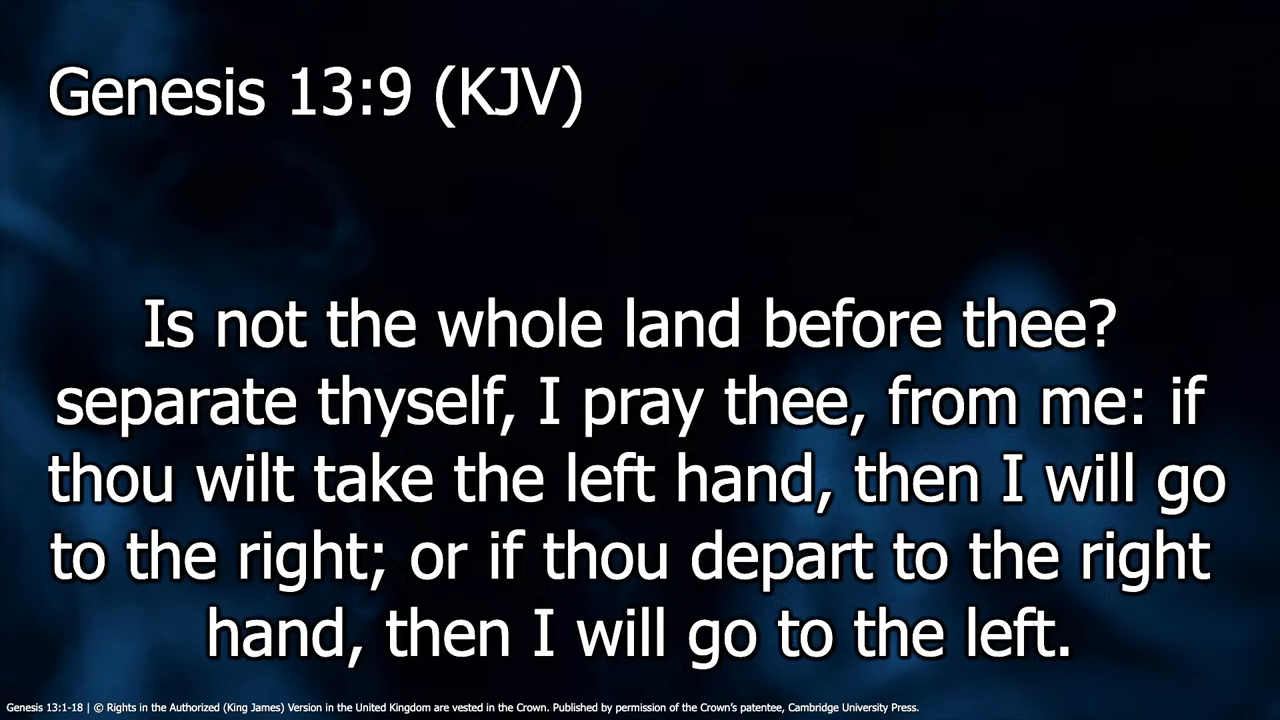 Genesis 13:9 (KJV)
Is not the whole land before thee?
separate thyself, I pray thee, from me: if
thou wilt take the left hand, then I will go
to the right; or if thou depart to the right
hand, then I will go to the left.
Genesis 13:1-18 | © Rights in the Authorized (King James) Version in the United Kingdom are vested in the Crown. Published by permission of the Crown’s patentee, Cambridge University Press.